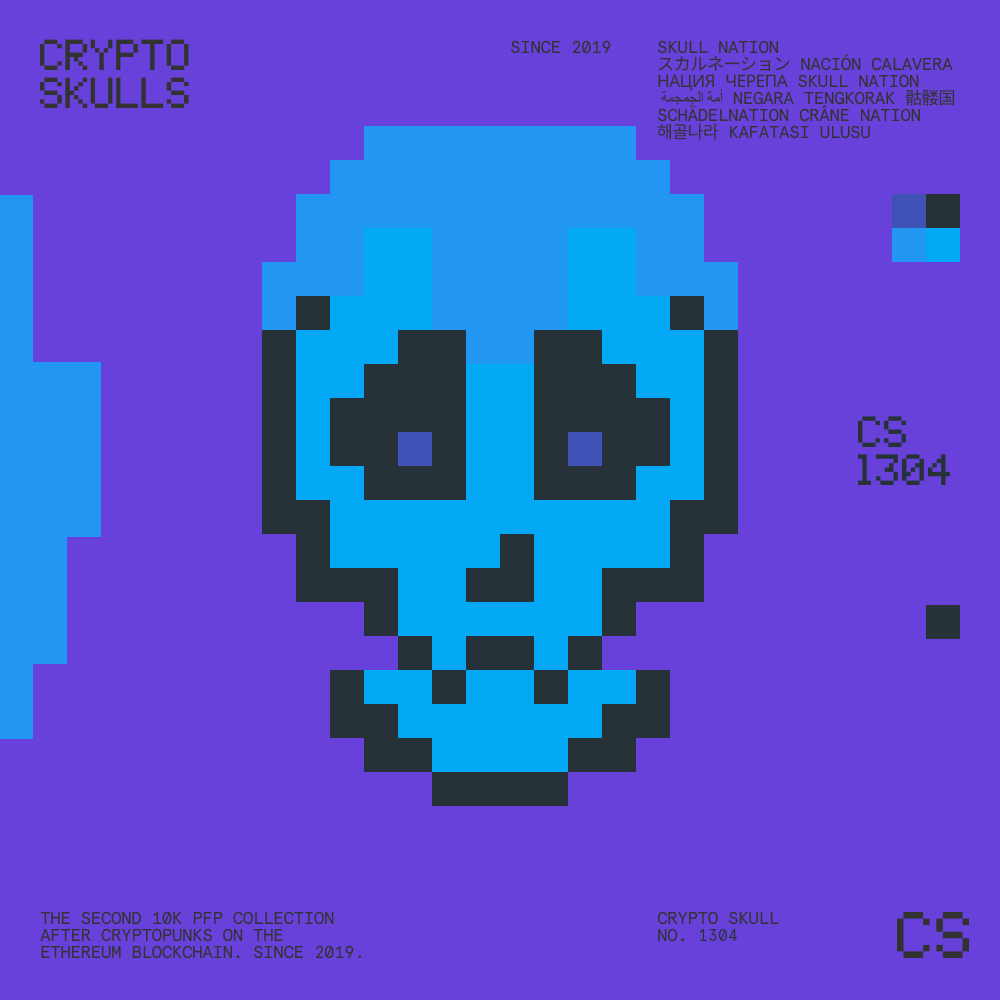 CRYPTO
SKULLS
SINCE 2019
SKULL NATION
スカルネーション NACIÓN CALAVERA
НАЦИЯ ЧЕРЕПА SKULL NATION
أمة الجمجمة NEGARA TENGKORAK 骷髅国
SCHÄDELNATION CRÂNE NATION
해골나라 KAFATASI ULUSU
CS
1304
THE SECOND 10K PFP COLLECTION
AFTER CRYPTOPUNKS ON THE
ETHEREUM BLOCKCHAIN. SINCE 2019.
CRYPTO SKULL
NO. 1304
CS